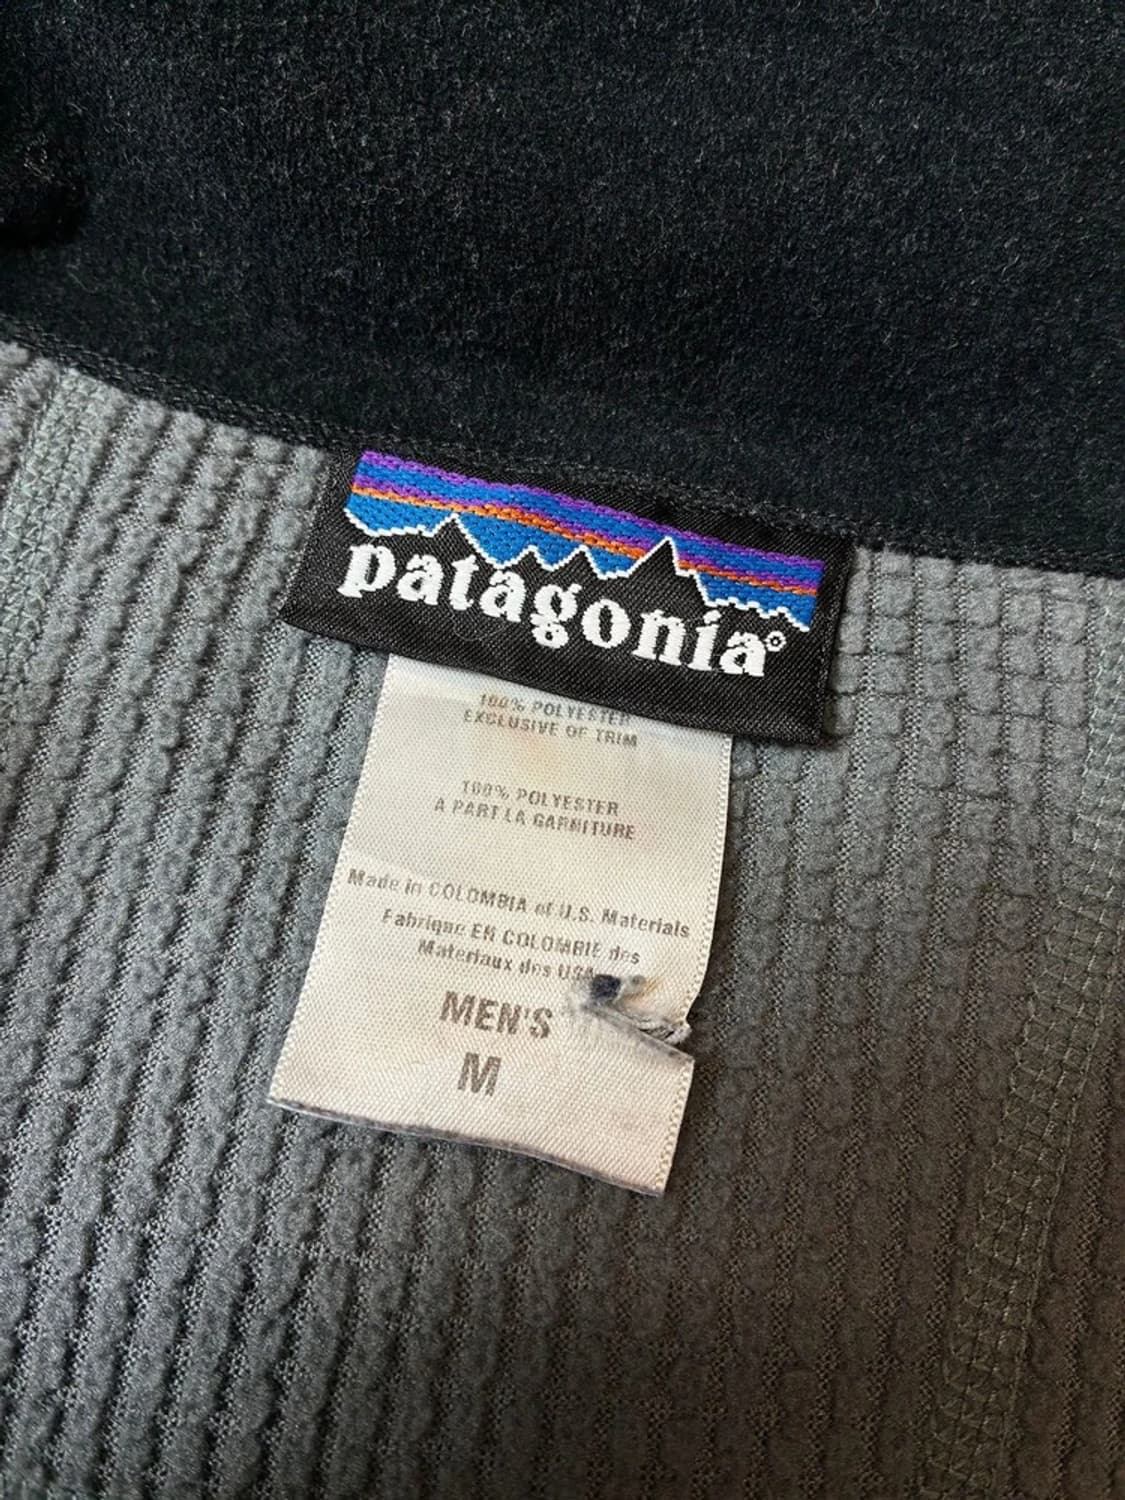 patagonia®
100% POLYESTER
EXCLUSIVE OF TRIM
100% POLYESTER
A PART LA GARNITURE
Made in COLOMBIA of U.S. Materials
Fabrique EN COLOMBIE des
Materiaux des USA
MEN'S
M